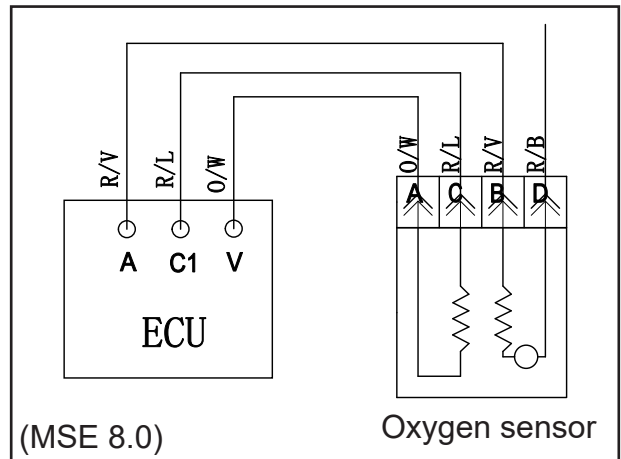 R/V R/L O/W
O/W R/L R/V R/B
A C B D
A C1 V
ECU
(MSE 8.0)
Oxygen sensor